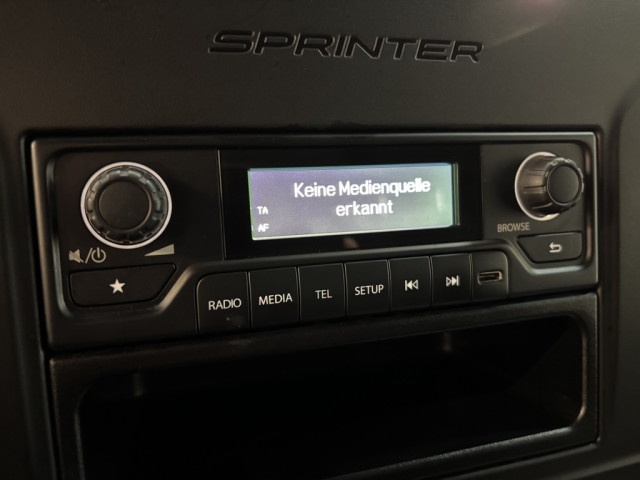 SPRINTER
Keine Medienquelle
erkannt
TA
AF
BROWSE
RADIO
MEDIA
TEL
SETUP